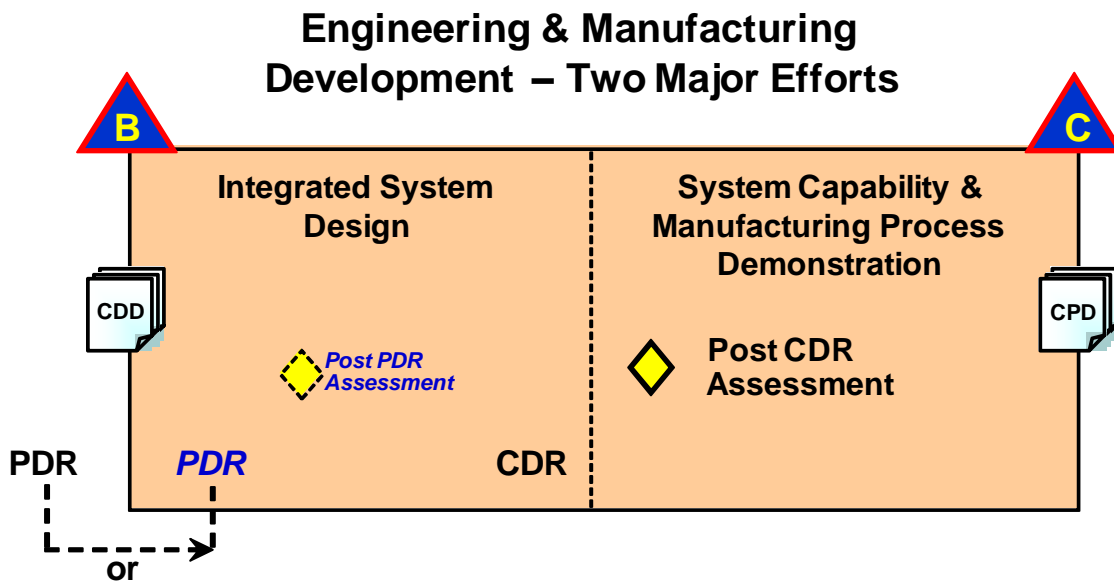 Engineering & Manufacturing
Development – Two Major Efforts
B
C
Integrated System
Design
System Capability &
Manufacturing Process
Demonstration
CDD
CPD
Post PDR
Assessment
Post CDR
Assessment
PDR
PDR
CDR
or